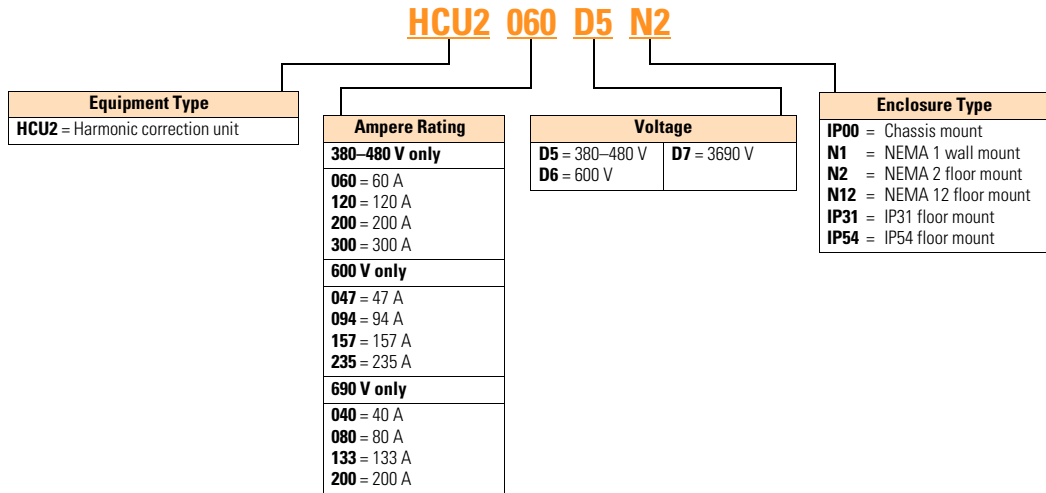 HCU2 060 D5 N2
Equipment Type
HCU2 = Harmonic correction unit
Ampere Rating
380–480 V only
060 = 60 A
120 = 120 A
200 = 200 A
300 = 300 A
600 V only
047 = 47 A
094 = 94 A
157 = 157 A
235 = 235 A
690 V only
040 = 40 A
080 = 80 A
133 = 133 A
200 = 200 A
Voltage
D5 = 380–480 V
D6 = 600 V
D7 = 3690 V
Enclosure Type
IP00 = Chassis mount
N1 = NEMA 1 wall mount
N2 = NEMA 2 floor mount
N12 = NEMA 12 floor mount
IP31 = IP31 floor mount
IP54 = IP54 floor mount